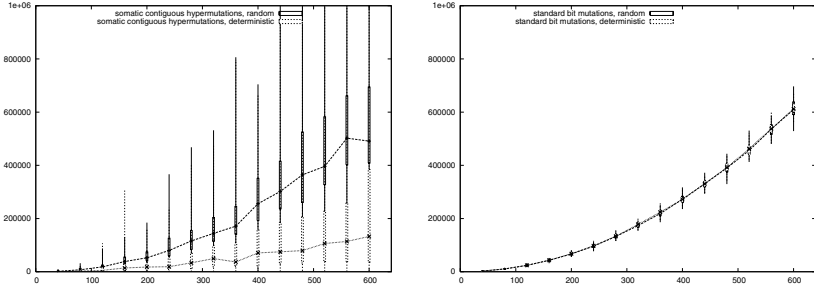 1e+06
somatic contiguous hypermutations, random
somatic contiguous hypermutations, deterministic
800000
600000
400000
200000
0
0 100 200 300 400 500 600
1e+06
standard bit mutations, random
standard bit mutations, deterministic
800000
600000
400000
200000
0
0 100 200 300 400 500 600